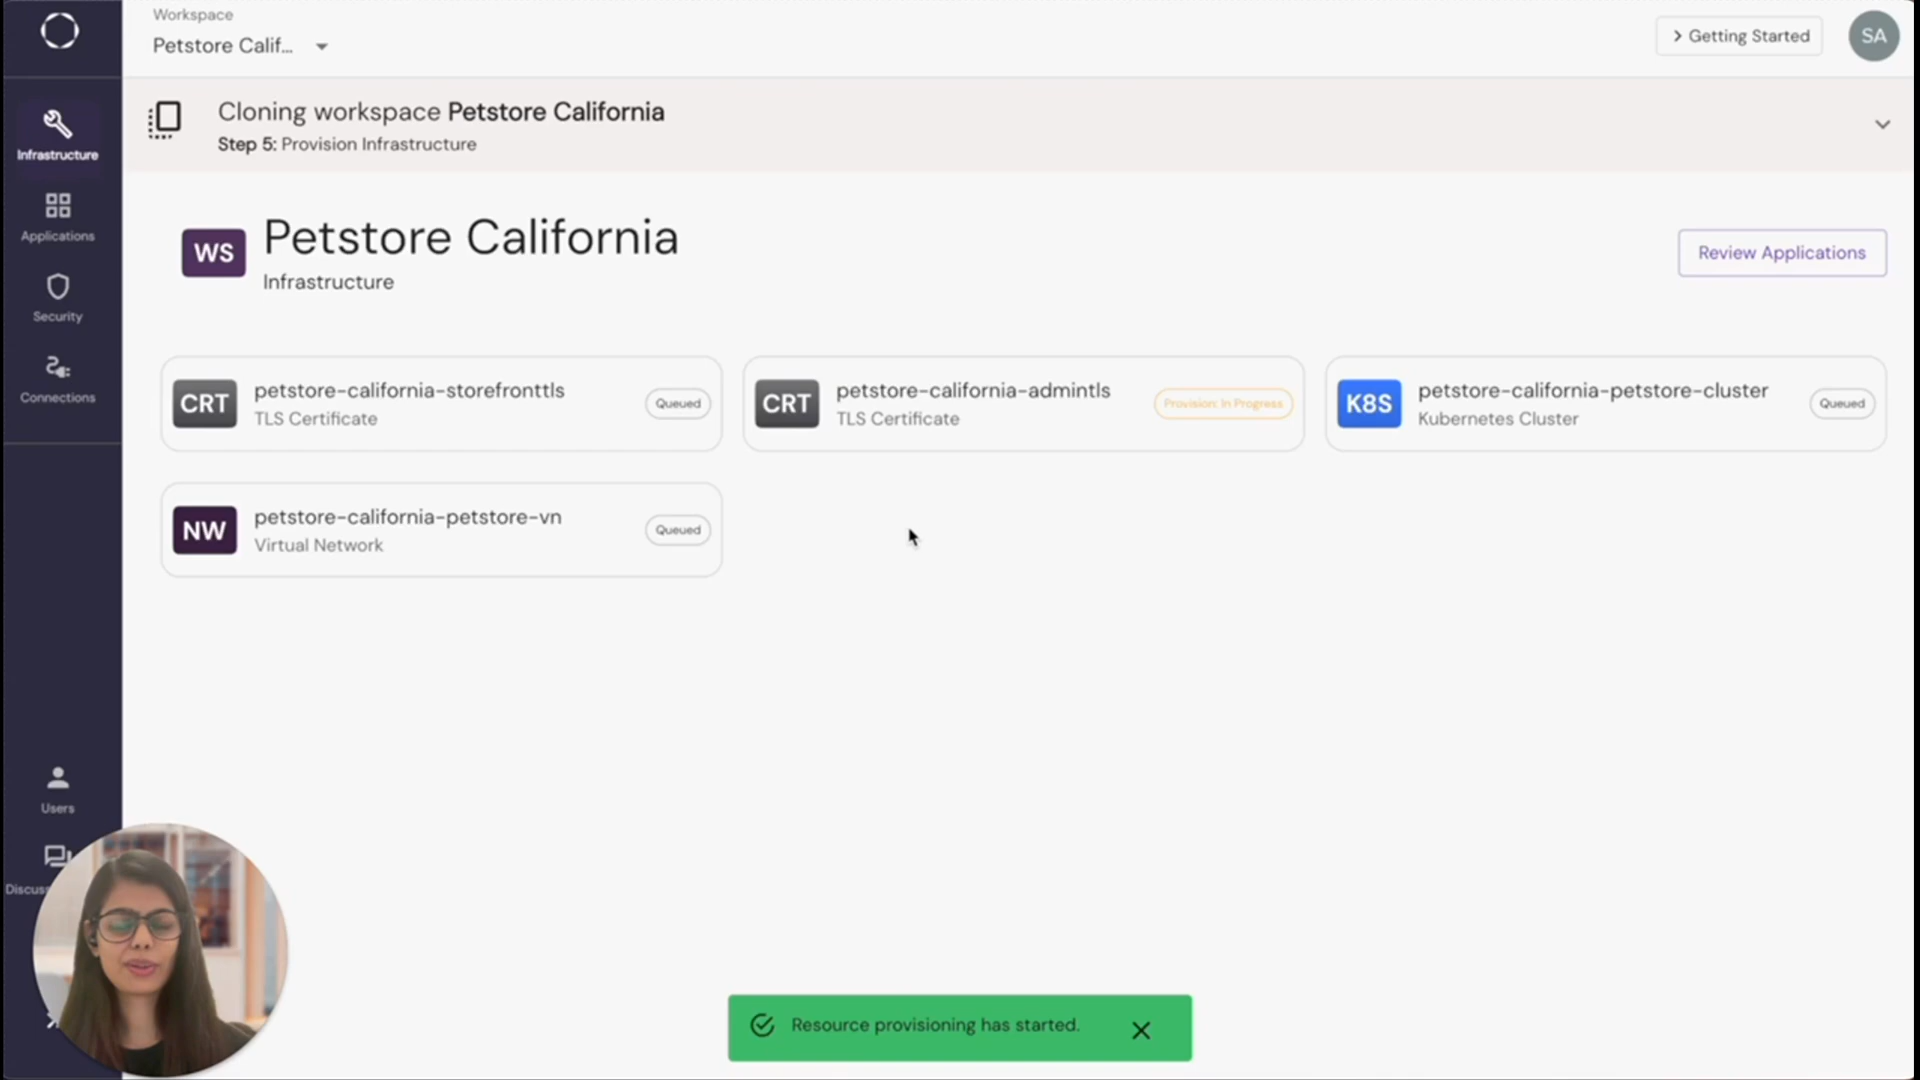 Workspace
Petstore Calif...
Getting Started
SA
Cloning workspace Petstore California
Step 5: Provision Infrastructure
Infrastructure
Applications
Security
Connections
WS
Petstore California
Infrastructure
Review Applications
CRT
petstore-california-storefronttls
TLS Certificate
Queued
CRT
petstore-california-admintls
TLS Certificate
Provision: In Progress
K8S
petstore-california-petstore-cluster
Kubernetes Cluster
Queued
NW
petstore-california-petstore-vn
Virtual Network
Queued
Users
Discus
Resource provisioning has started.